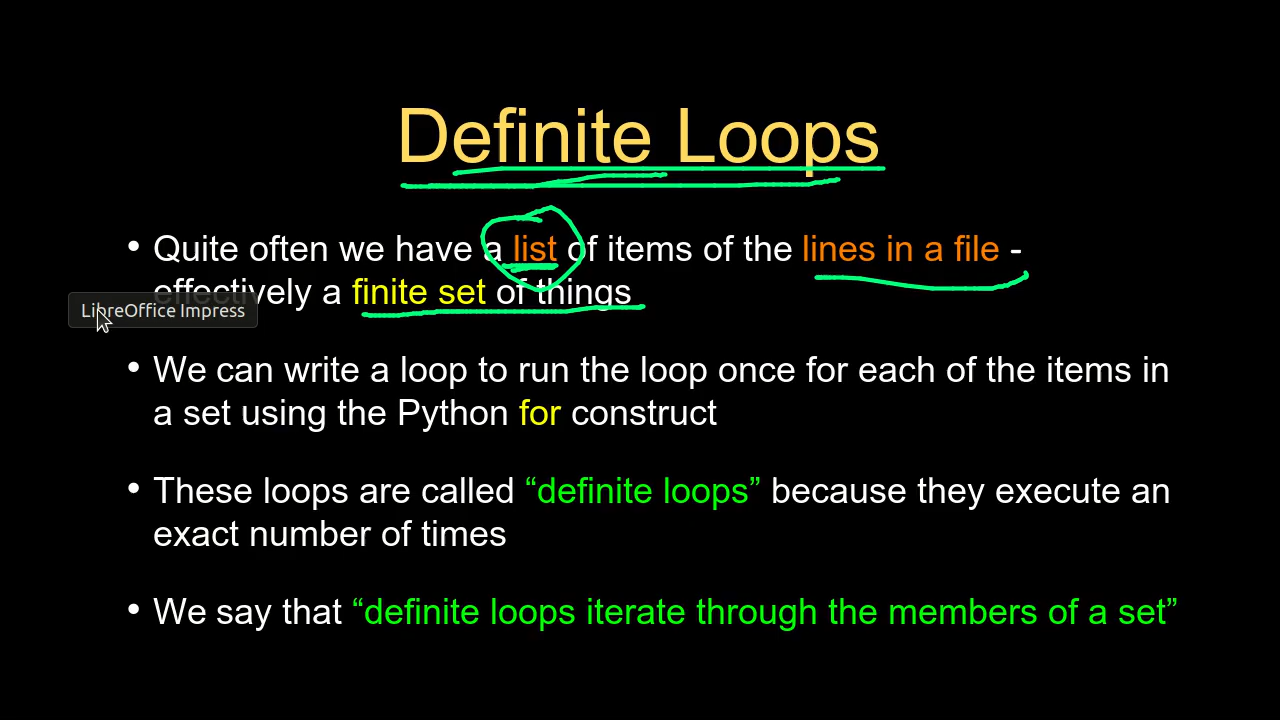 Definite Loops
• Quite often we have a list of items of the lines in a file -
effectively a finite set of things
LibreOffice Impress
• We can write a loop to run the loop once for each of the items in
a set using the Python for construct
• These loops are called “definite loops” because they execute an
exact number of times
• We say that “definite loops iterate through the members of a set”